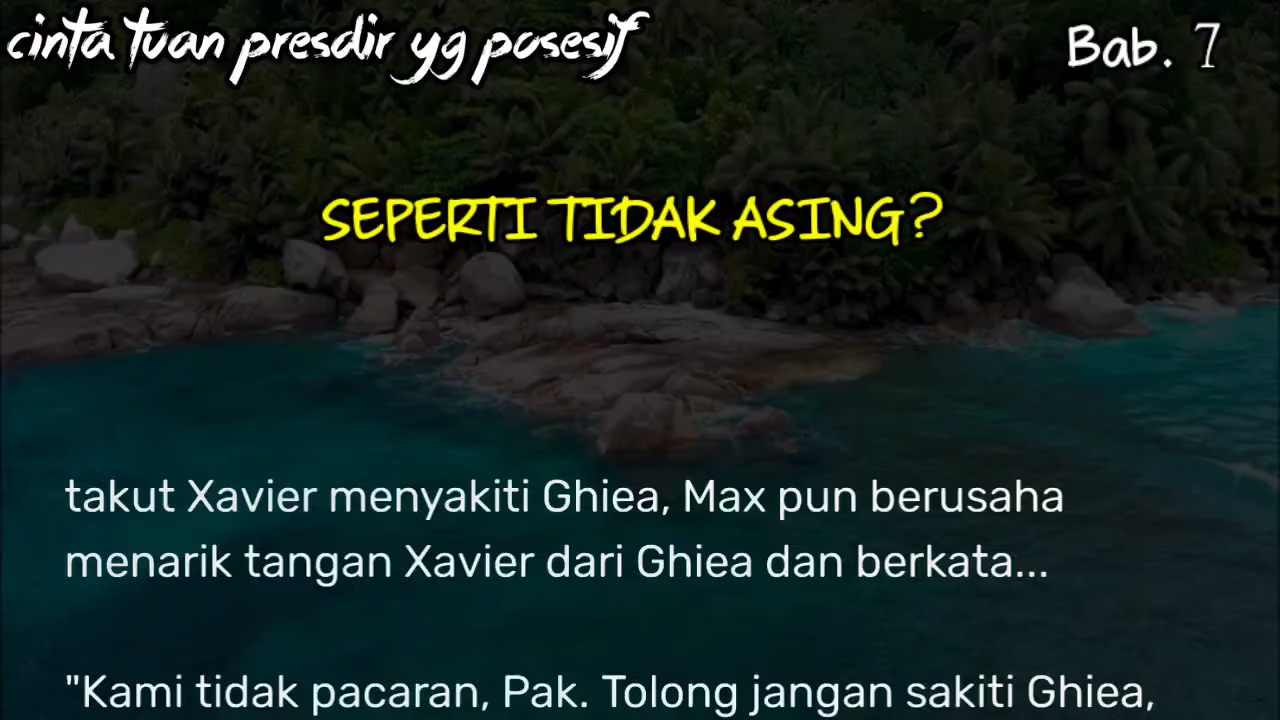 cinta tuan presdir yg posesif
Bab. 7
SEPERTI TIDAK ASING?
takut Xavier menyakiti Ghiea, Max pun berusaha
menarik tangan Xavier dari Ghiea dan berkata...
"Kami tidak pacaran, Pak. Tolong jangan sakiti Ghiea,